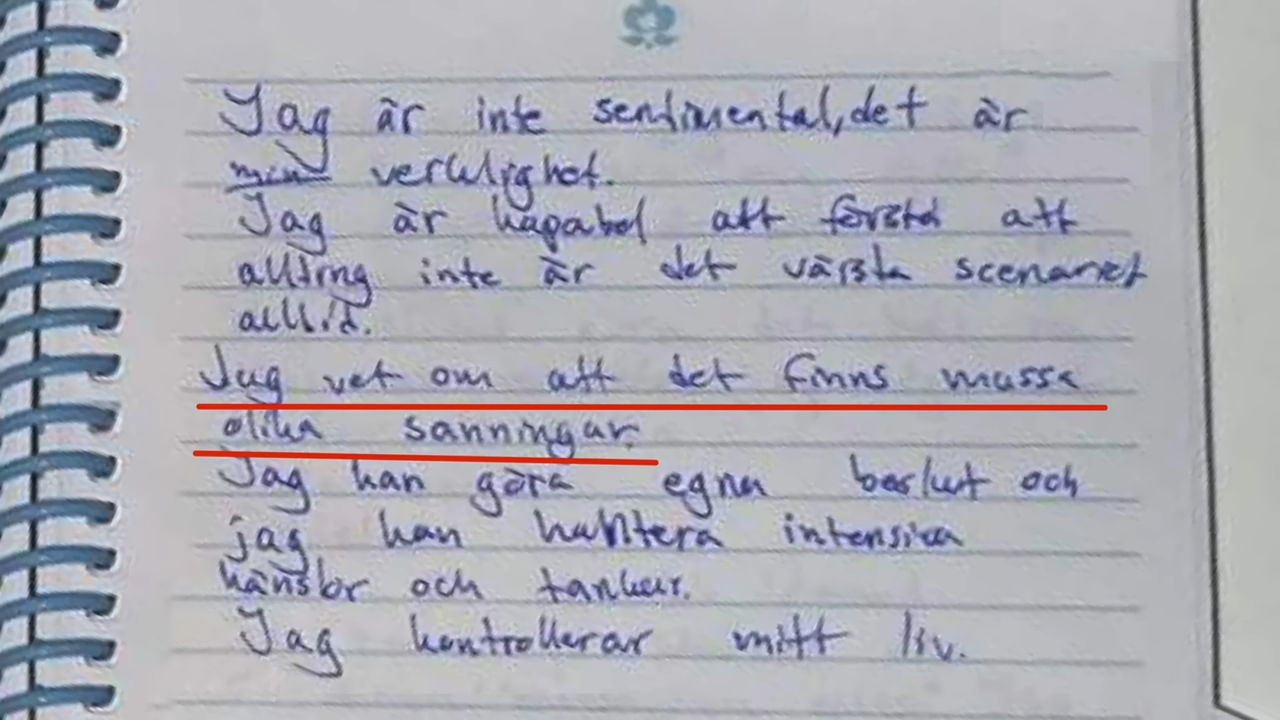 Jag är inte sentimental, det är
min verklighet.
Jag är kapabel att förstå att
allting inte är det värsta scenariet
alltid.
Jag vet om att det finns massa
olika sanningar.
Jag kan göra egna beslut och
jag kan hantera intensiva
känslor och tankar.
Jag kontrollerar mitt liv.